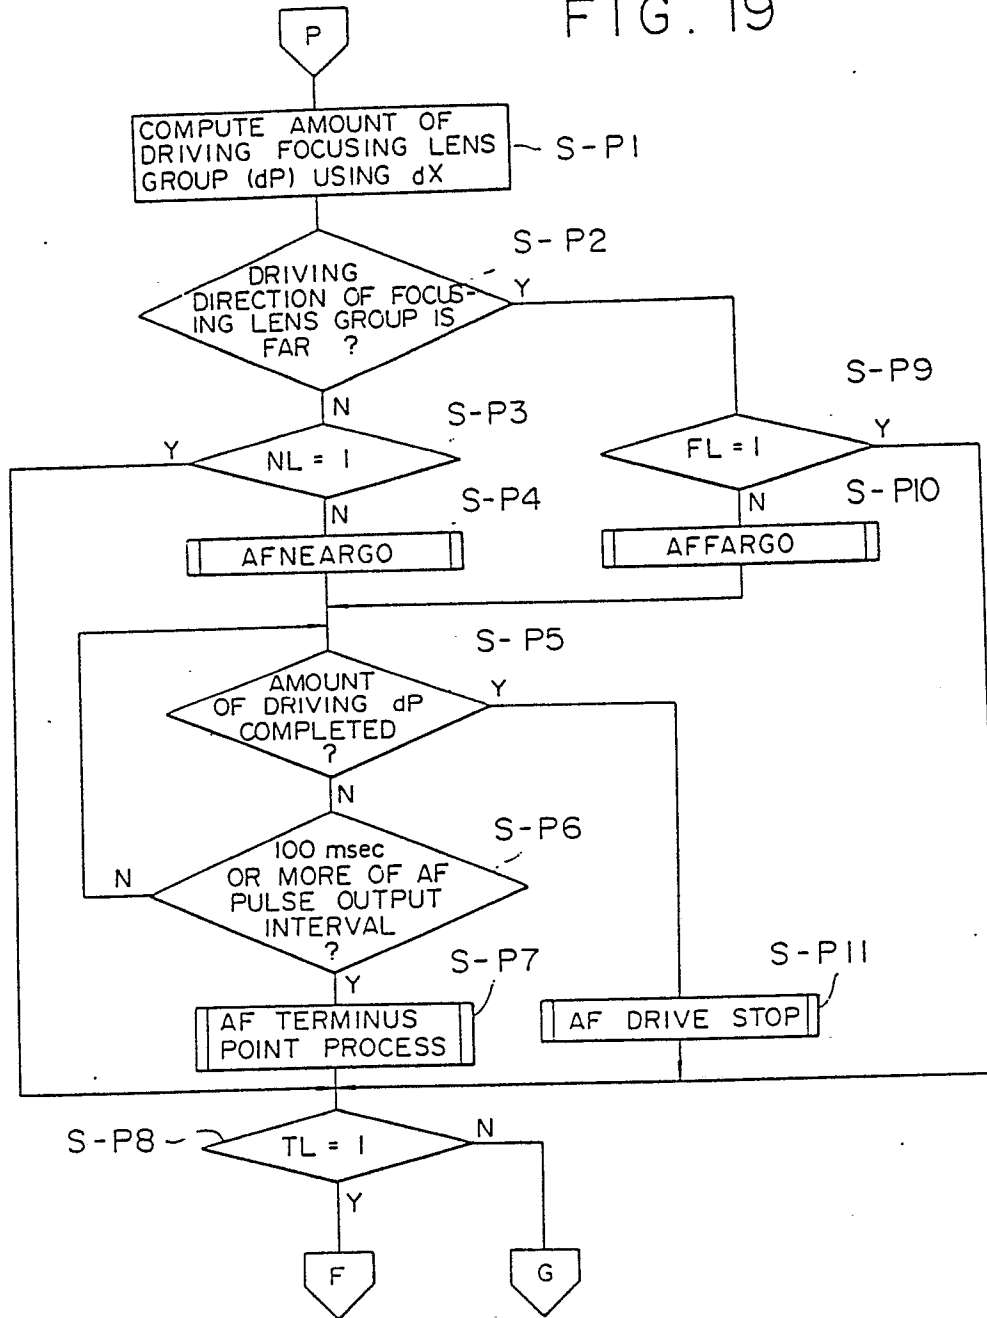 FIG. 19
P
COMPUTE AMOUNT OF
DRIVING FOCUSING LENS
GROUP (dP) USING dX
S-P1
S-P2
DRIVING
DIRECTION OF FOCUS-
ING LENS GROUP IS
FAR ?
Y
N
S-P3
Y
NL = 1
N
S-P4
AFNEARGO
S-P9
FL = 1
Y
N
S-P10
AFFARGO
S-P5
AMOUNT
OF DRIVING dP
COMPLETED
?
Y
N
S-P6
100 msec
OR MORE OF AF
PULSE OUTPUT
INTERVAL
?
N
Y
S-P7
AF TERMINUS
POINT PROCESS
S-P11
AF DRIVE STOP
S-P8
TL = 1
N
Y
F
G